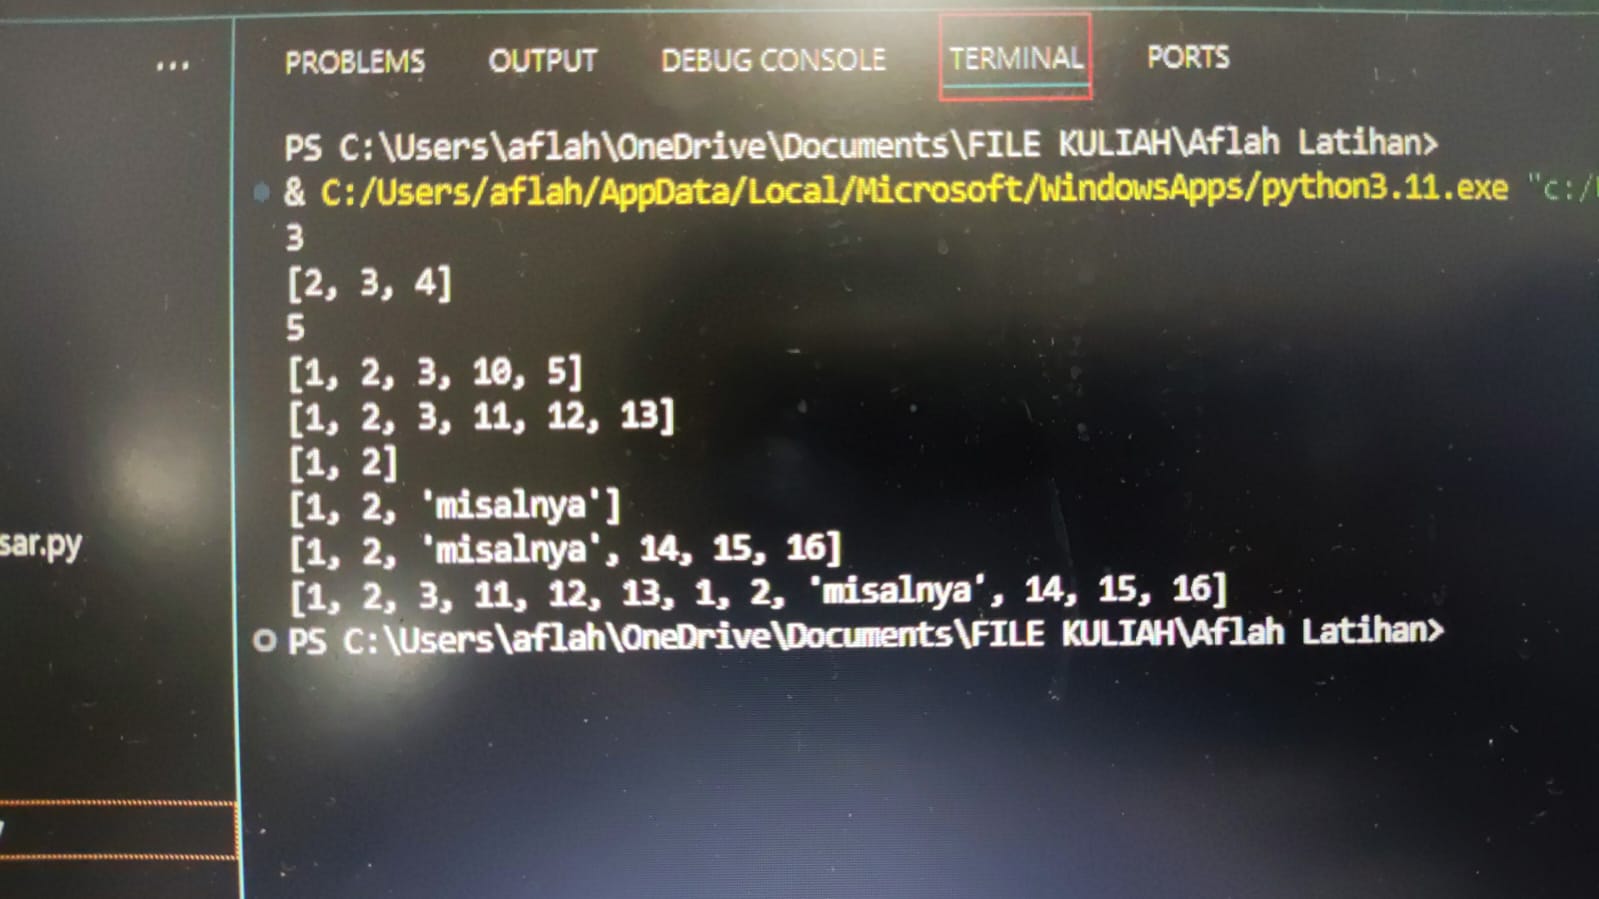 ...
PROBLEMS OUTPUT DEBUG CONSOLE TERMINAL PORTS
PS C:\Users\aflah\OneDrive\Documents\FILE KULIAH\Aflah Latihan>
& C:/Users/aflah/AppData/Local/Microsoft/WindowsApps/python3.11.exe "c:/
3
[2, 3, 4]
5
[1, 2, 3, 10, 5]
[1, 2, 3, 11, 12, 13]
[1, 2]
[1, 2, 'misalnya']
[1, 2, 'misalnya', 14, 15, 16]
[1, 2, 3, 11, 12, 13, 1, 2, 'misalnya', 14, 15, 16]
PS C:\Users\aflah\OneDrive\Documents\FILE KULIAH\Aflah Latihan>
sar.py